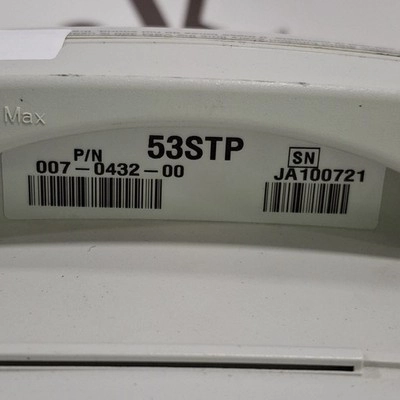 Max
53STP
P/N
SN
007-0432-00
JA100721